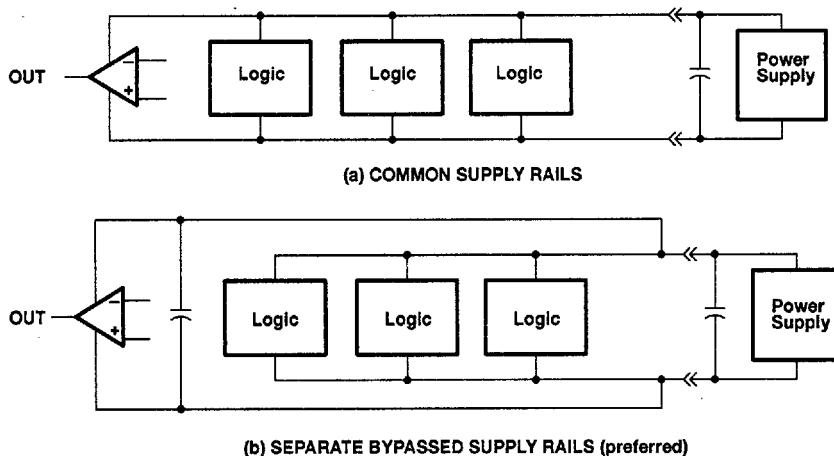 OUT
−
+
Logic
Logic
Logic
Power
Supply
(a) COMMON SUPPLY RAILS
OUT
−
+
Logic
Logic
Logic
Power
Supply
(b) SEPARATE BYPASSED SUPPLY RAILS (preferred)